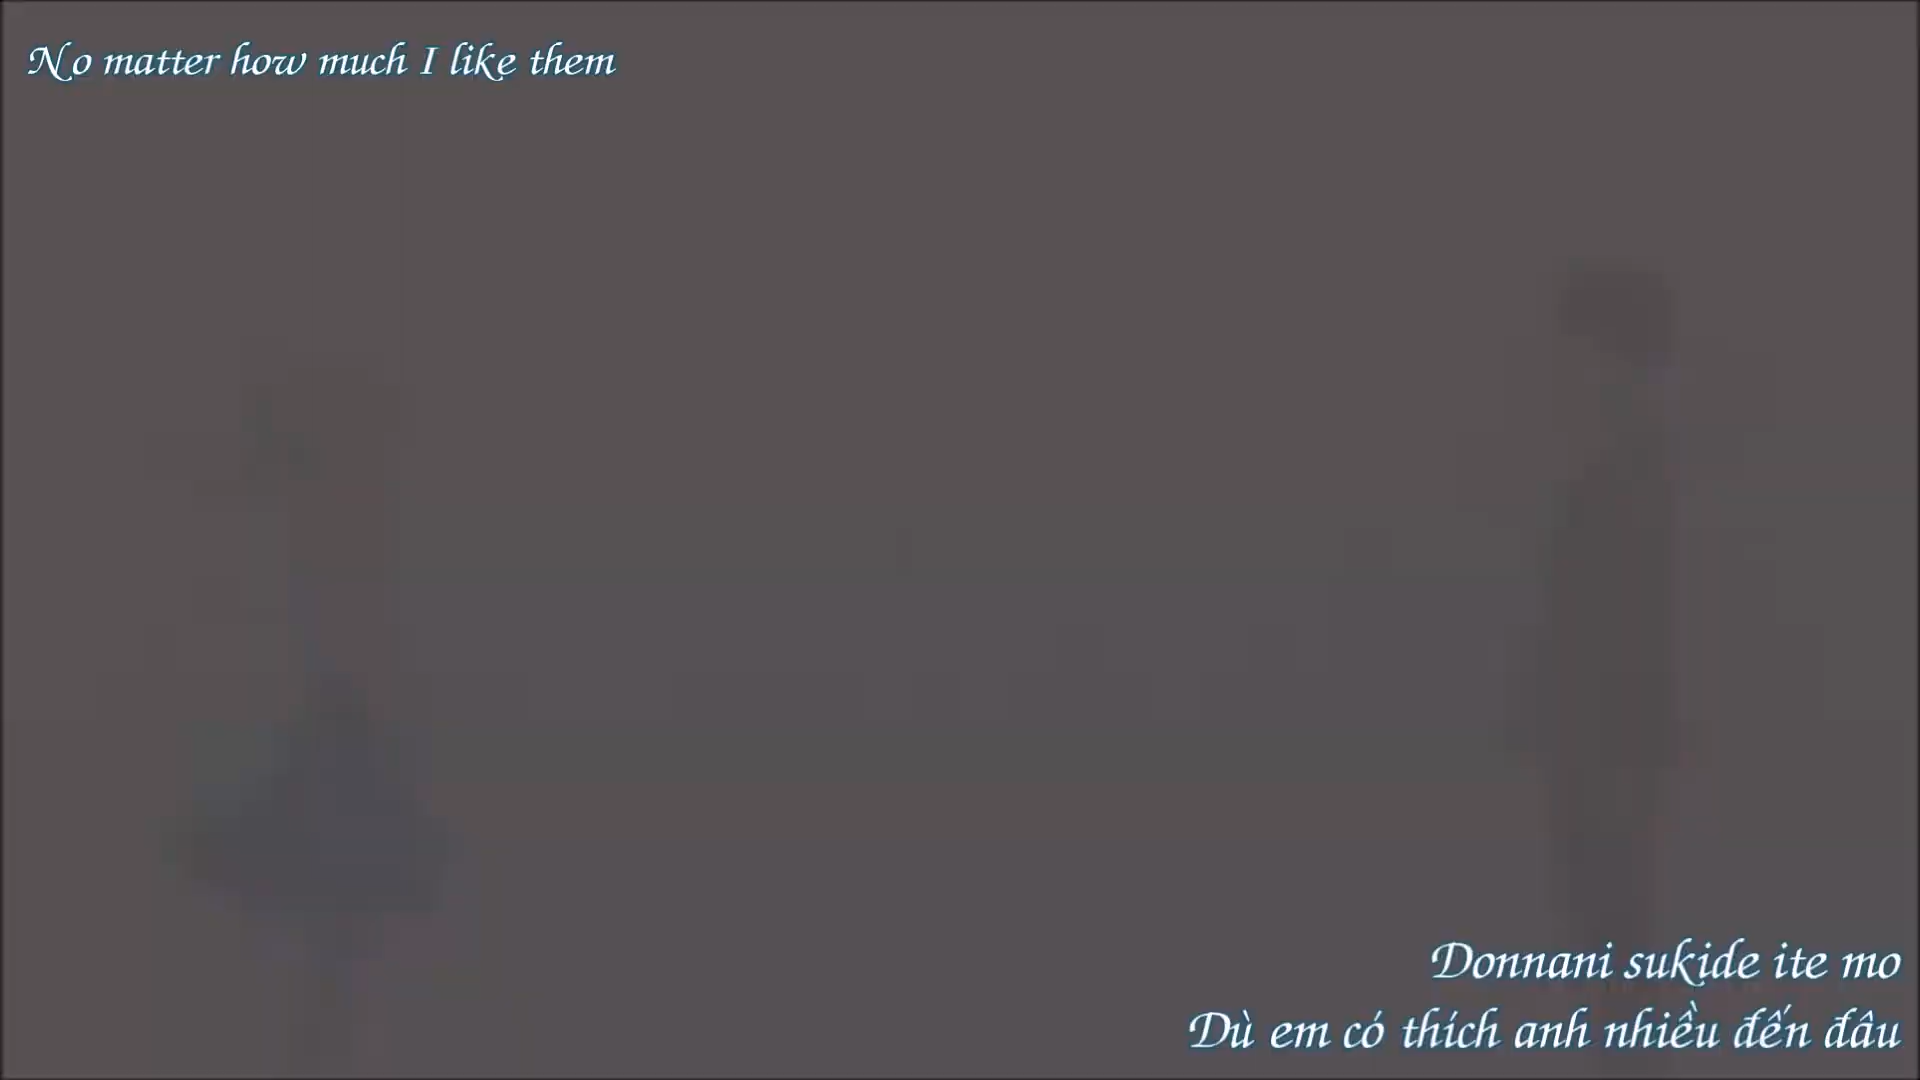 No matter how much I like them
Donnani sukide ite mo
Dù em có thích anh nhiều đến đâu